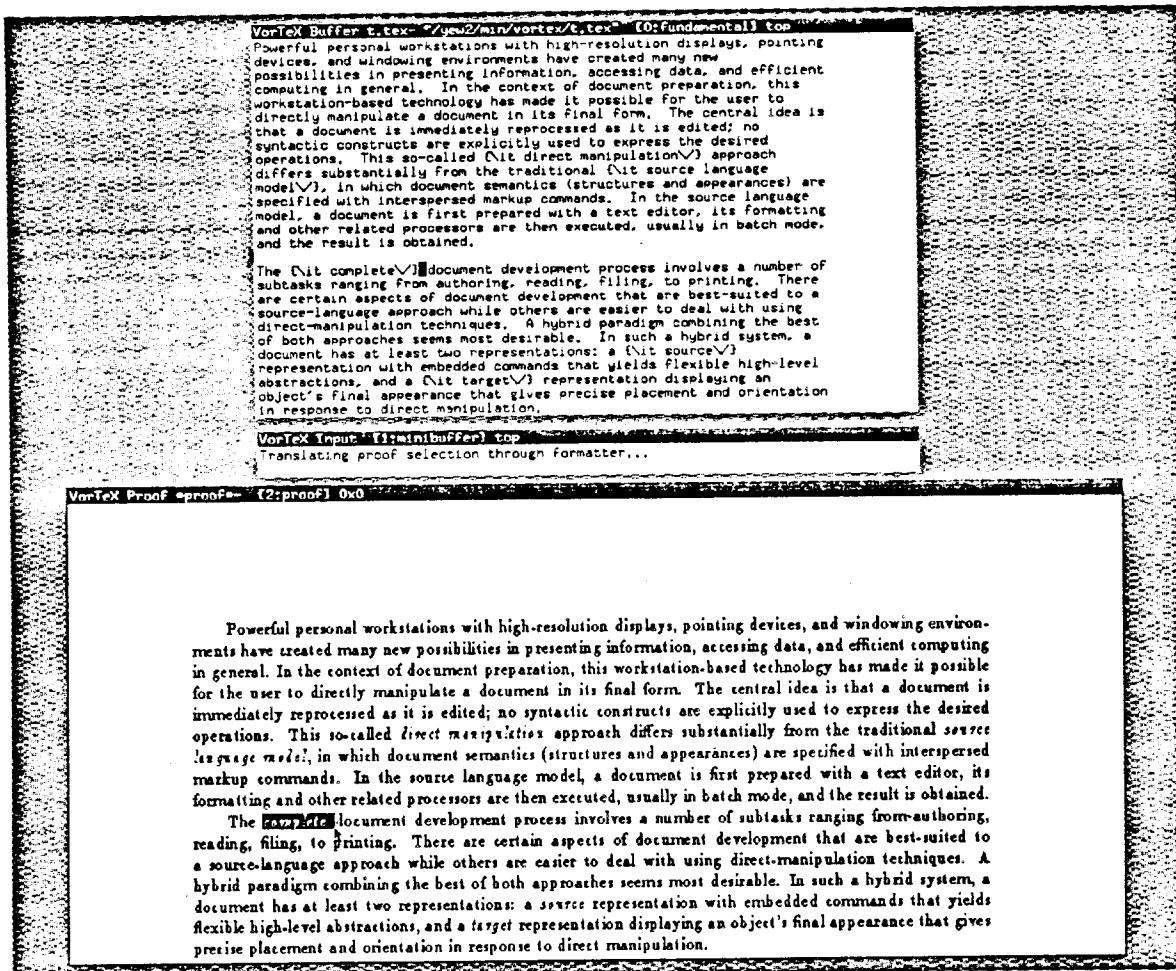 VorTeX Buffer t.tex- "/yew2/min/vortex/t.tex" [0:fundamental] top
Powerful personal workstations with high-resolution displays, pointing
devices, and windowing environments have created many new
possibilities in presenting information, accessing data, and efficient
computing in general.  In the context of document preparation, this
workstation-based technology has made it possible for the user to
directly manipulate a document in its final form.  The central idea is
that a document is immediately reprocessed as it is edited; no
syntactic constructs are explicitly used to express the desired
operations.  This so-called {\it direct manipulation\/} approach
differs substantially from the traditional {\it source language
model\/}, in which document semantics (structures and appearances) are
specified with interspersed markup commands.  In the source language
model, a document is first prepared with a text editor, its formatting
and other related processors are then executed, usually in batch mode,
and the result is obtained.
The {\it complete\/} document development process involves a number of
subtasks ranging from authoring, reading, filing, to printing.  There
are certain aspects of document development that are best-suited to a
source-language approach while others are easier to deal with using
direct-manipulation techniques.  A hybrid paradigm combining the best
of both approaches seems most desirable.  In such a hybrid system, a
document has at least two representations: a {\it source\/}
representation with embedded commands that yields flexible high-level
abstractions, and a {\it target\/} representation displaying an
object's final appearance that gives precise placement and orientation
in response to direct manipulation.
VorTeX Input  [1:minibuffer] top
Translating proof selection through formatter...
VorTeX Proof *proof*-  [2:proof] 0x0
Powerful personal workstations with high-resolution displays, pointing devices, and windowing environ-
ments have created many new possibilities in presenting information, accessing data, and efficient computing
in general. In the context of document preparation, this workstation-based technology has made it possible
for the user to directly manipulate a document in its final form. The central idea is that a document is
immediately reprocessed as it is edited; no syntactic constructs are explicitly used to express the desired
operations. This so-called direct manipulation approach differs substantially from the traditional source
language model, in which document semantics (structures and appearances) are specified with interspersed
markup commands. In the source language model, a document is first prepared with a text editor, its
formatting and other related processors are then executed, usually in batch mode, and the result is obtained.
The complete document development process involves a number of subtasks ranging from authoring,
reading, filing, to printing. There are certain aspects of document development that are best-suited to
a source-language approach while others are easier to deal with using direct-manipulation techniques. A
hybrid paradigm combining the best of both approaches seems most desirable. In such a hybrid system, a
document has at least two representations: a source representation with embedded commands that yields
flexible high-level abstractions, and a target representation displaying an object's final appearance that gives
precise placement and orientation in response to direct manipulation.